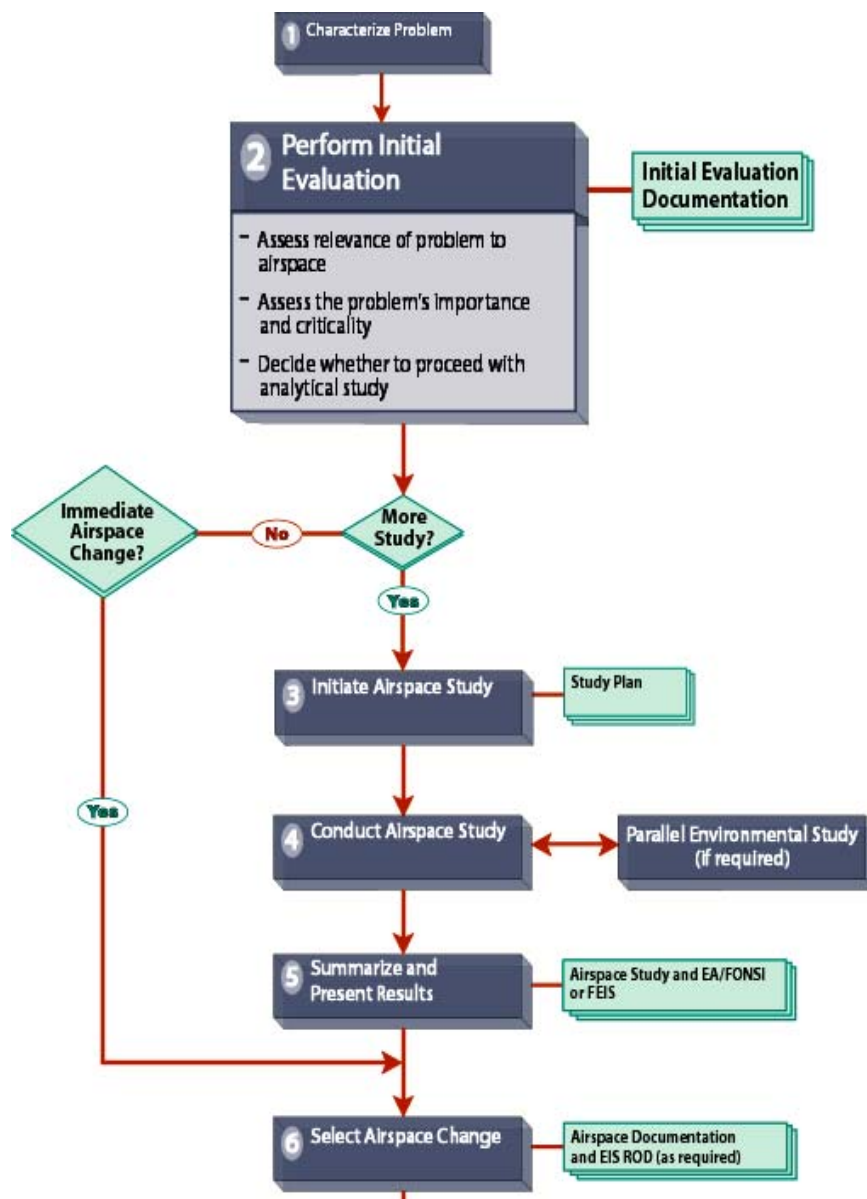 1 Characterize Problem
2 Perform Initial
Evaluation
Initial Evaluation
Documentation
- Assess relevance of problem to
airspace
- Assess the problem's importance
and criticality
- Decide whether to proceed with
analytical study
Immediate
Airspace
Change?
No
More
Study?
Yes
3 Initiate Airspace Study
Study Plan
Yes
4 Conduct Airspace Study
Parallel Environmental Study
(if required)
5 Summarize and
Present Results
Airspace Study and EA/FONSI
or FEIS
6 Select Airspace Change
Airspace Documentation
and EIS ROD (as required)